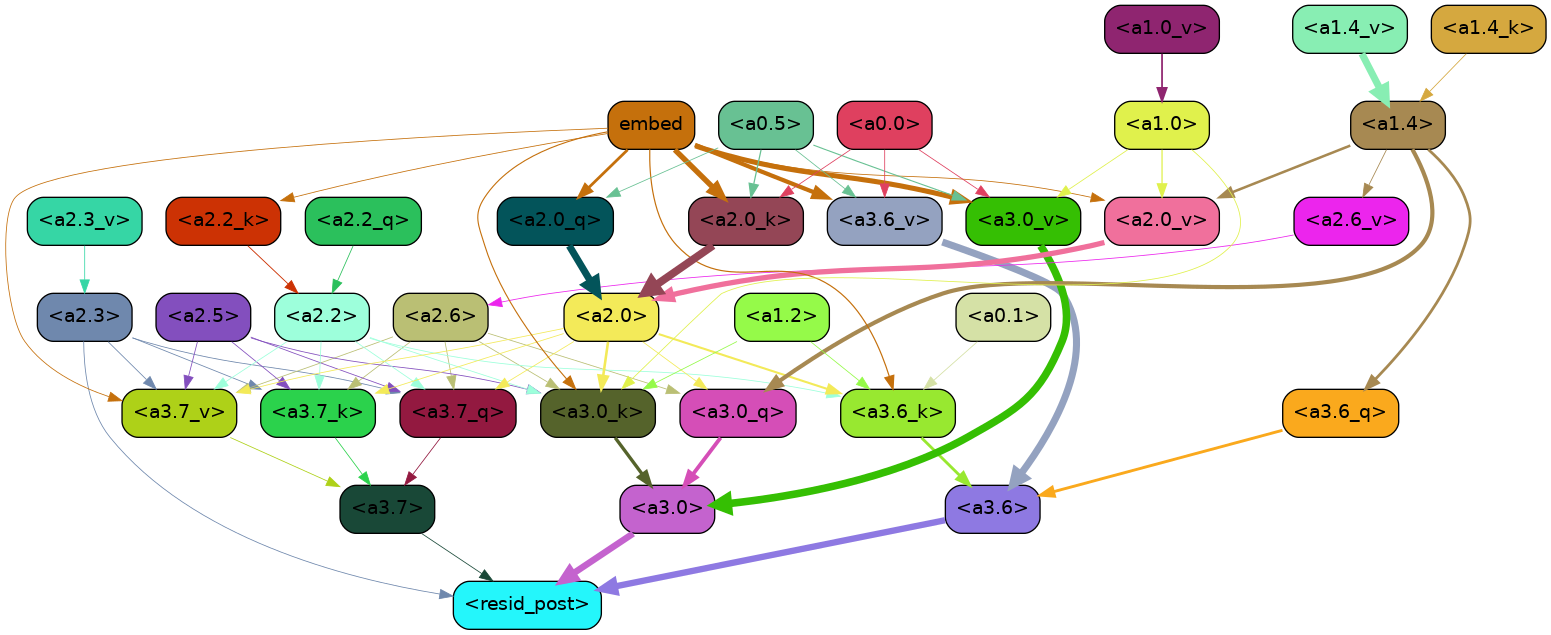 <a1.0_v> <a1.4_v> <a1.4_k>
embed <a0.5> <a0.0> <a1.0> <a1.4>
<a2.3_v> <a2.2_k> <a2.2_q> <a2.0_q> <a2.0_k> <a3.6_v> <a3.0_v> <a2.0_v> <a2.6_v>
<a2.3> <a2.5> <a2.2> <a2.6> <a2.0> <a1.2> <a0.1>
<a3.7_v> <a3.7_k> <a3.7_q> <a3.0_k> <a3.0_q> <a3.6_k> <a3.6_q>
<a3.7> <a3.0> <a3.6>
<resid_post>